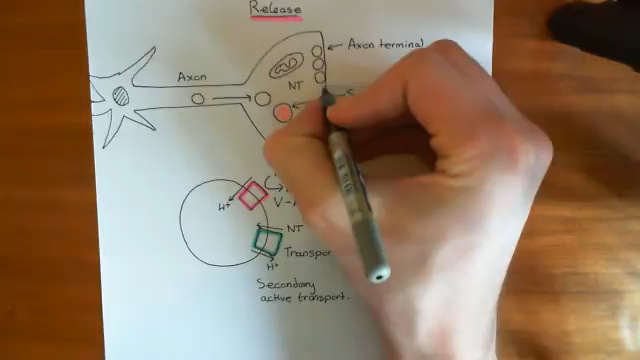 Release
Axon terminal
Axon
NT
S
H+
V-
NT
Transpor
H+
Secondary
active transport.